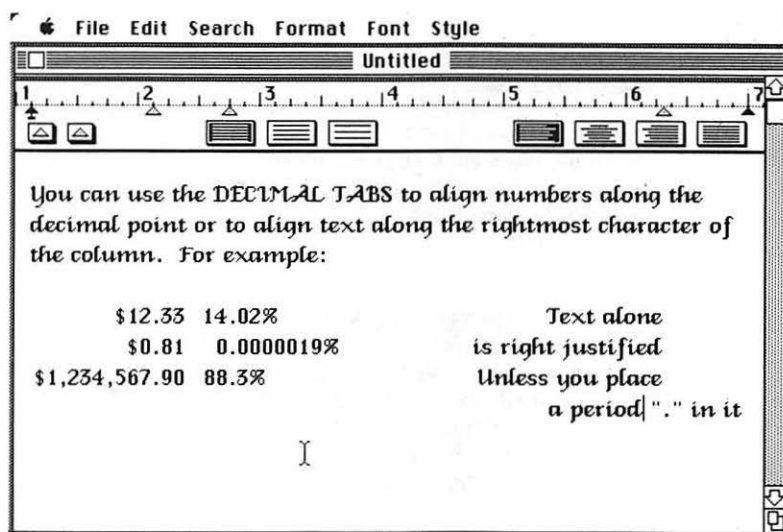 File Edit Search Format Font Style
Untitled
1 2 3 4 5 6 7
You can use the DECIMAL TABS to align numbers along the
decimal point or to align text along the rightmost character of
the column. For example:
$12.33 14.02% Text alone
$0.81 0.0000019% is right justified
$1,234,567.90 88.3% Unless you place
a period "." in it